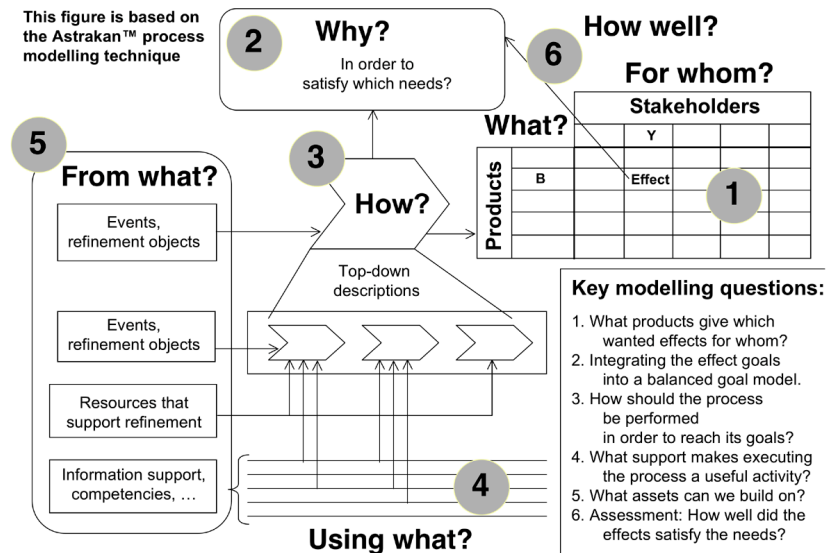 This figure is based on
the Astrakan™ process
modelling technique
2
Why?
In order to
satisfy which needs?
6
How well?
For whom?
Stakeholders
What?
Y
Products
B
Effect
1
5
From what?
3
How?
Events,
refinement objects
Top-down
descriptions
Events,
refinement objects
Resources that
support refinement
Information support,
competencies, …
4
Using what?
Key modelling questions:
1. What products give which
wanted effects for whom?
2. Integrating the effect goals
into a balanced goal model.
3. How should the process
be performed
in order to reach its goals?
4. What support makes executing
the process a useful activity?
5. What assets can we build on?
6. Assessment: How well did the
effects satisfy the needs?